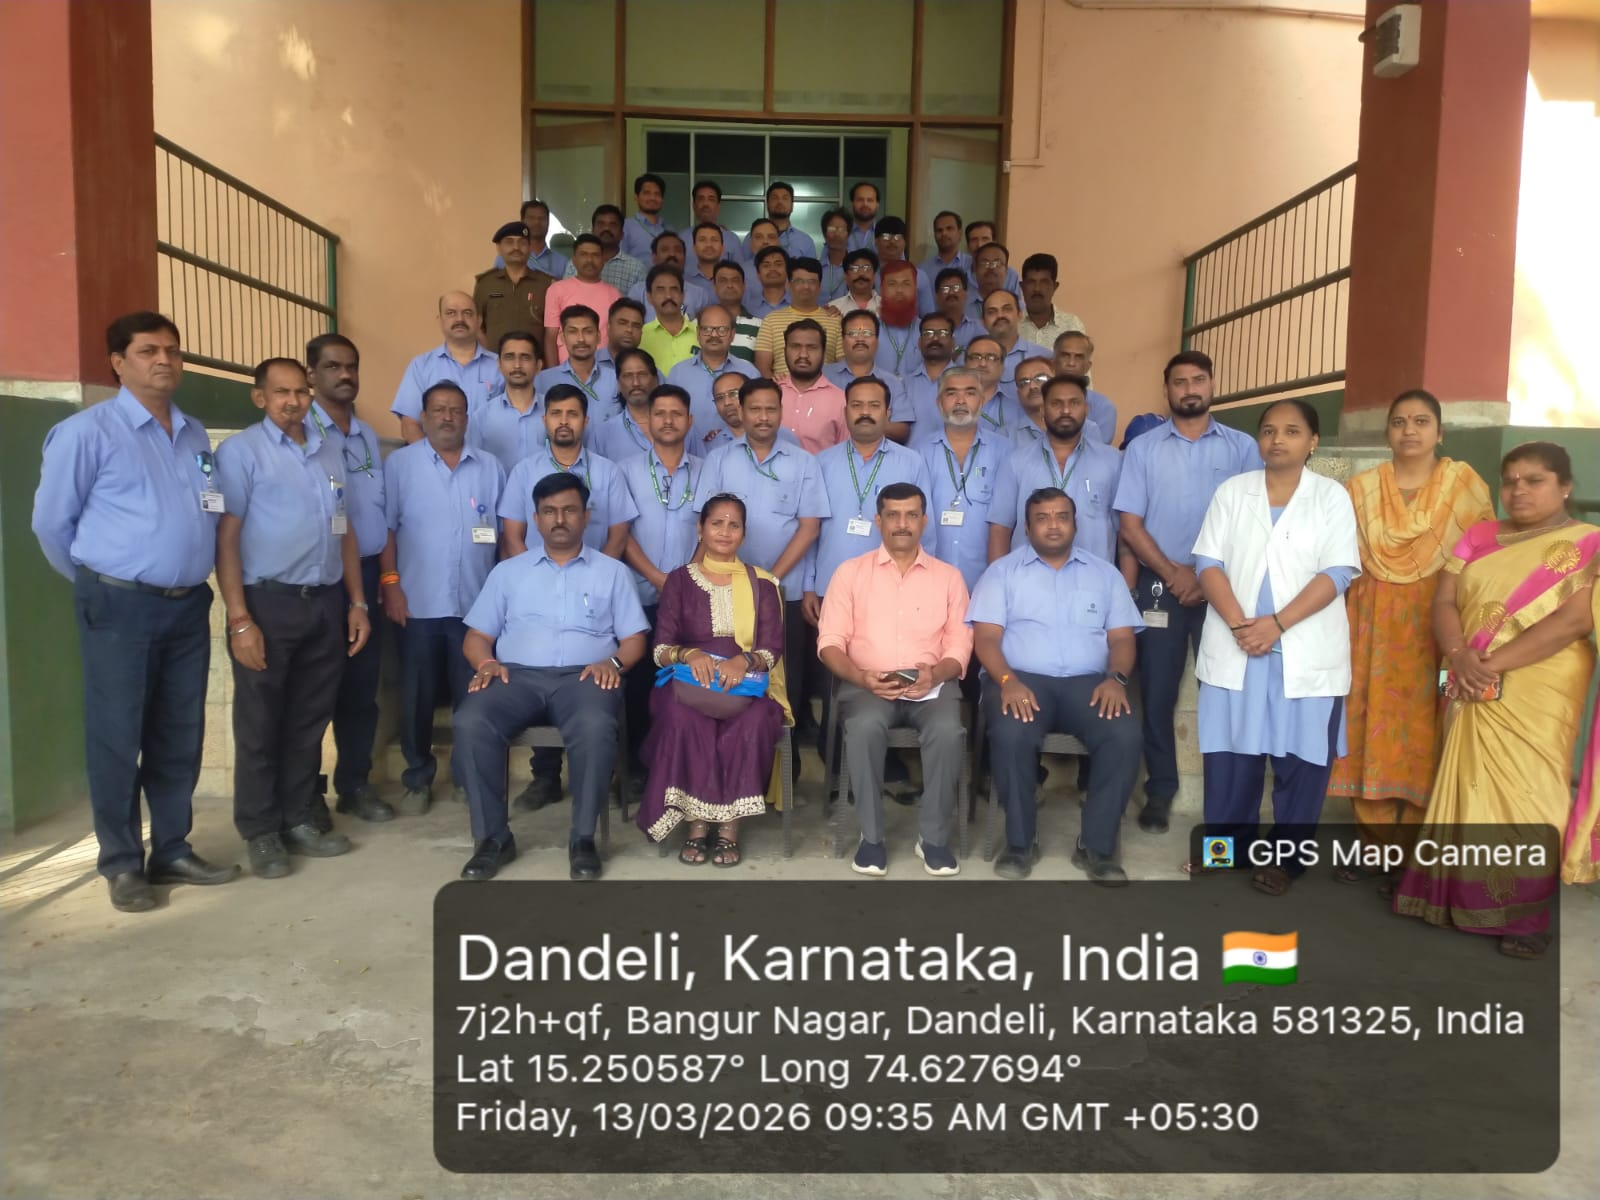 GPS Map Camera
Dandeli, Karnataka, India
7j2h+qf, Bangur Nagar, Dandeli, Karnataka 581325, India
Lat 15.250587° Long 74.627694°
Friday, 13/03/2026 09:35 AM GMT +05:30